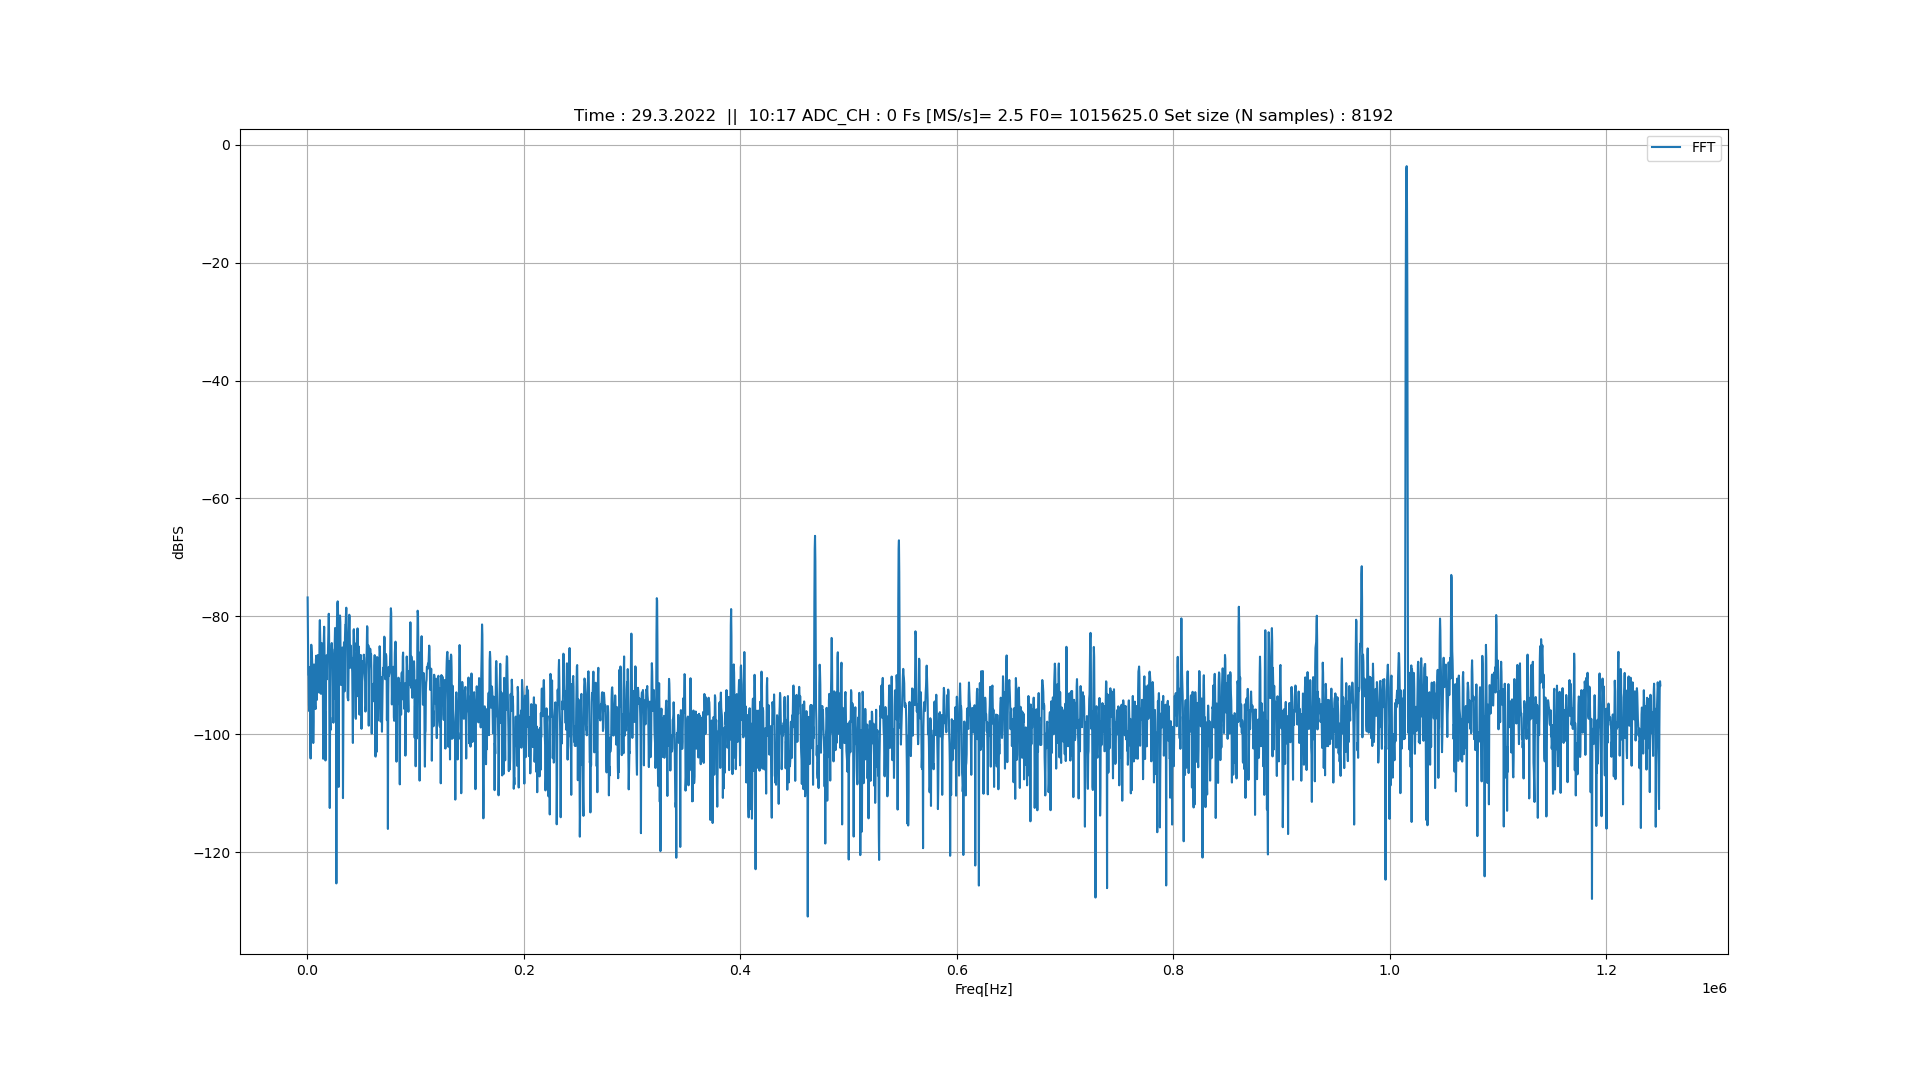 Time : 29.3.2022  ||  10:17 ADC_CH : 0 Fs [MS/s]= 2.5 F0= 1015625.0 Set size (N samples) : 8192
FFT
0
−20
−40
−60
−80
−100
−120
dBFS
0.0 0.2 0.4 0.6 0.8 1.0 1.2
Freq[Hz]
1e6